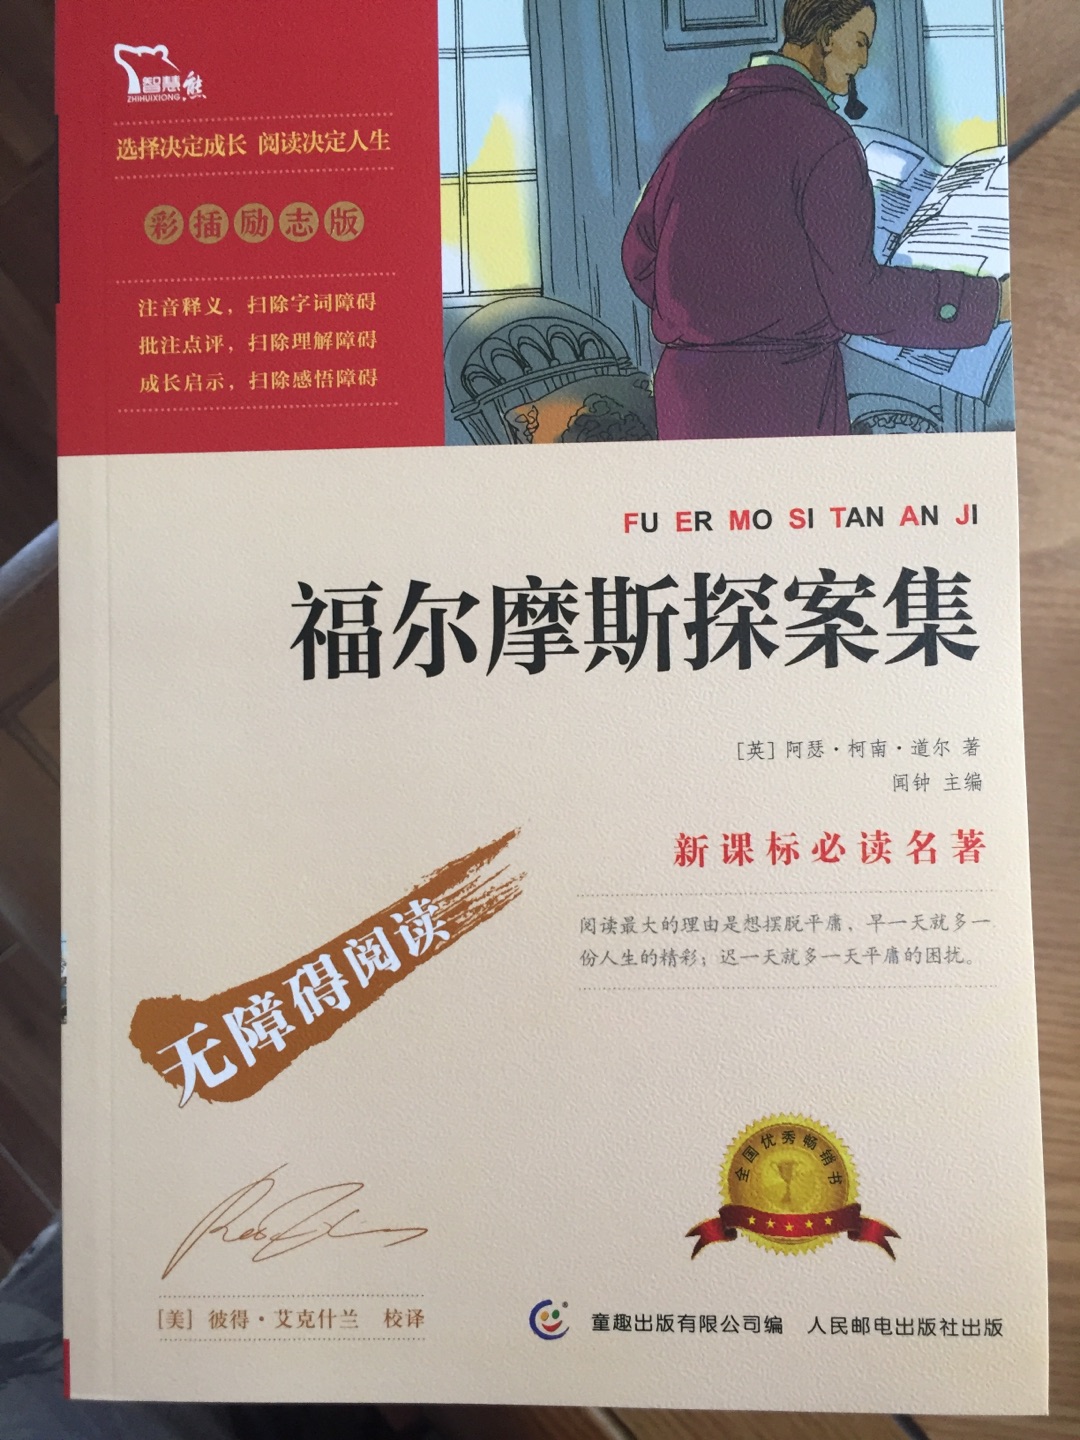 智慧熊
ZHIHUIXIONG
选择决定成长 阅读决定人生
彩插励志版
注音释义，扫除字词障碍
批注点评，扫除理解障碍
成长启示，扫除感悟障碍
FU ER MO SI TAN AN JI
福尔摩斯探案集
[英] 阿瑟·柯南·道尔 著
闻钟 主编
新课标必读名著
阅读最大的理由是想摆脱平庸，早一天就多一
份人生的精彩；迟一天就多一天平庸的困扰。
无障碍阅读
全国优秀畅销书
[美] 彼得·艾克什兰 校译
童趣出版有限公司编 人民邮电出版社出版